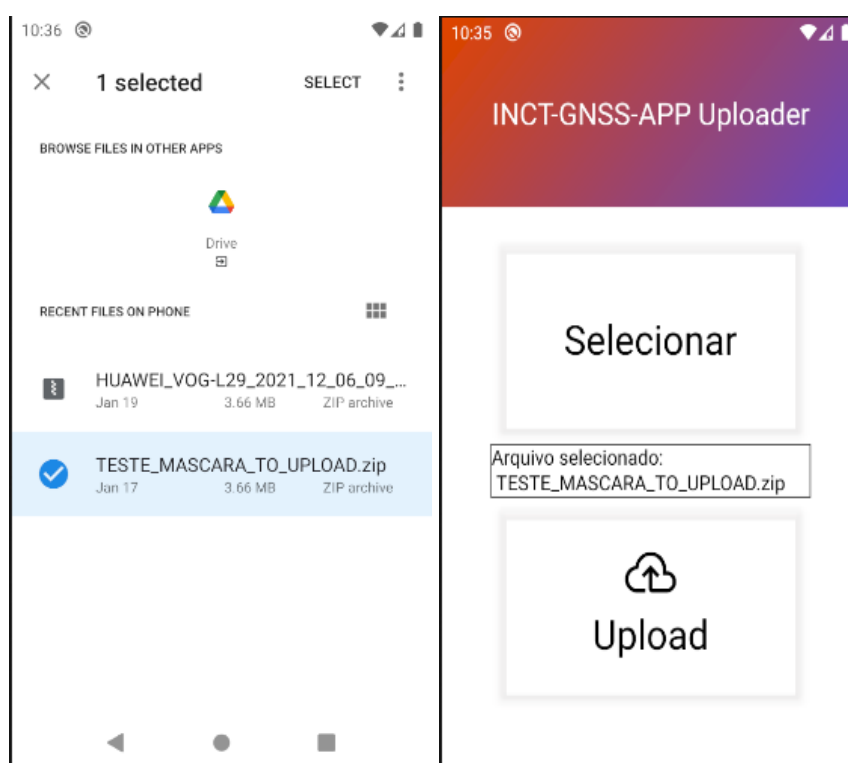 10:36
1 selected
SELECT
BROWSE FILES IN OTHER APPS
Drive
RECENT FILES ON PHONE
HUAWEI_VOG-L29_2021_12_06_09_...
Jan 19 3.66 MB ZIP archive
TESTE_MASCARA_TO_UPLOAD.zip
Jan 17 3.66 MB ZIP archive
10:35
INCT-GNSS-APP Uploader
Selecionar
Arquivo selecionado:
TESTE_MASCARA_TO_UPLOAD.zip
Upload